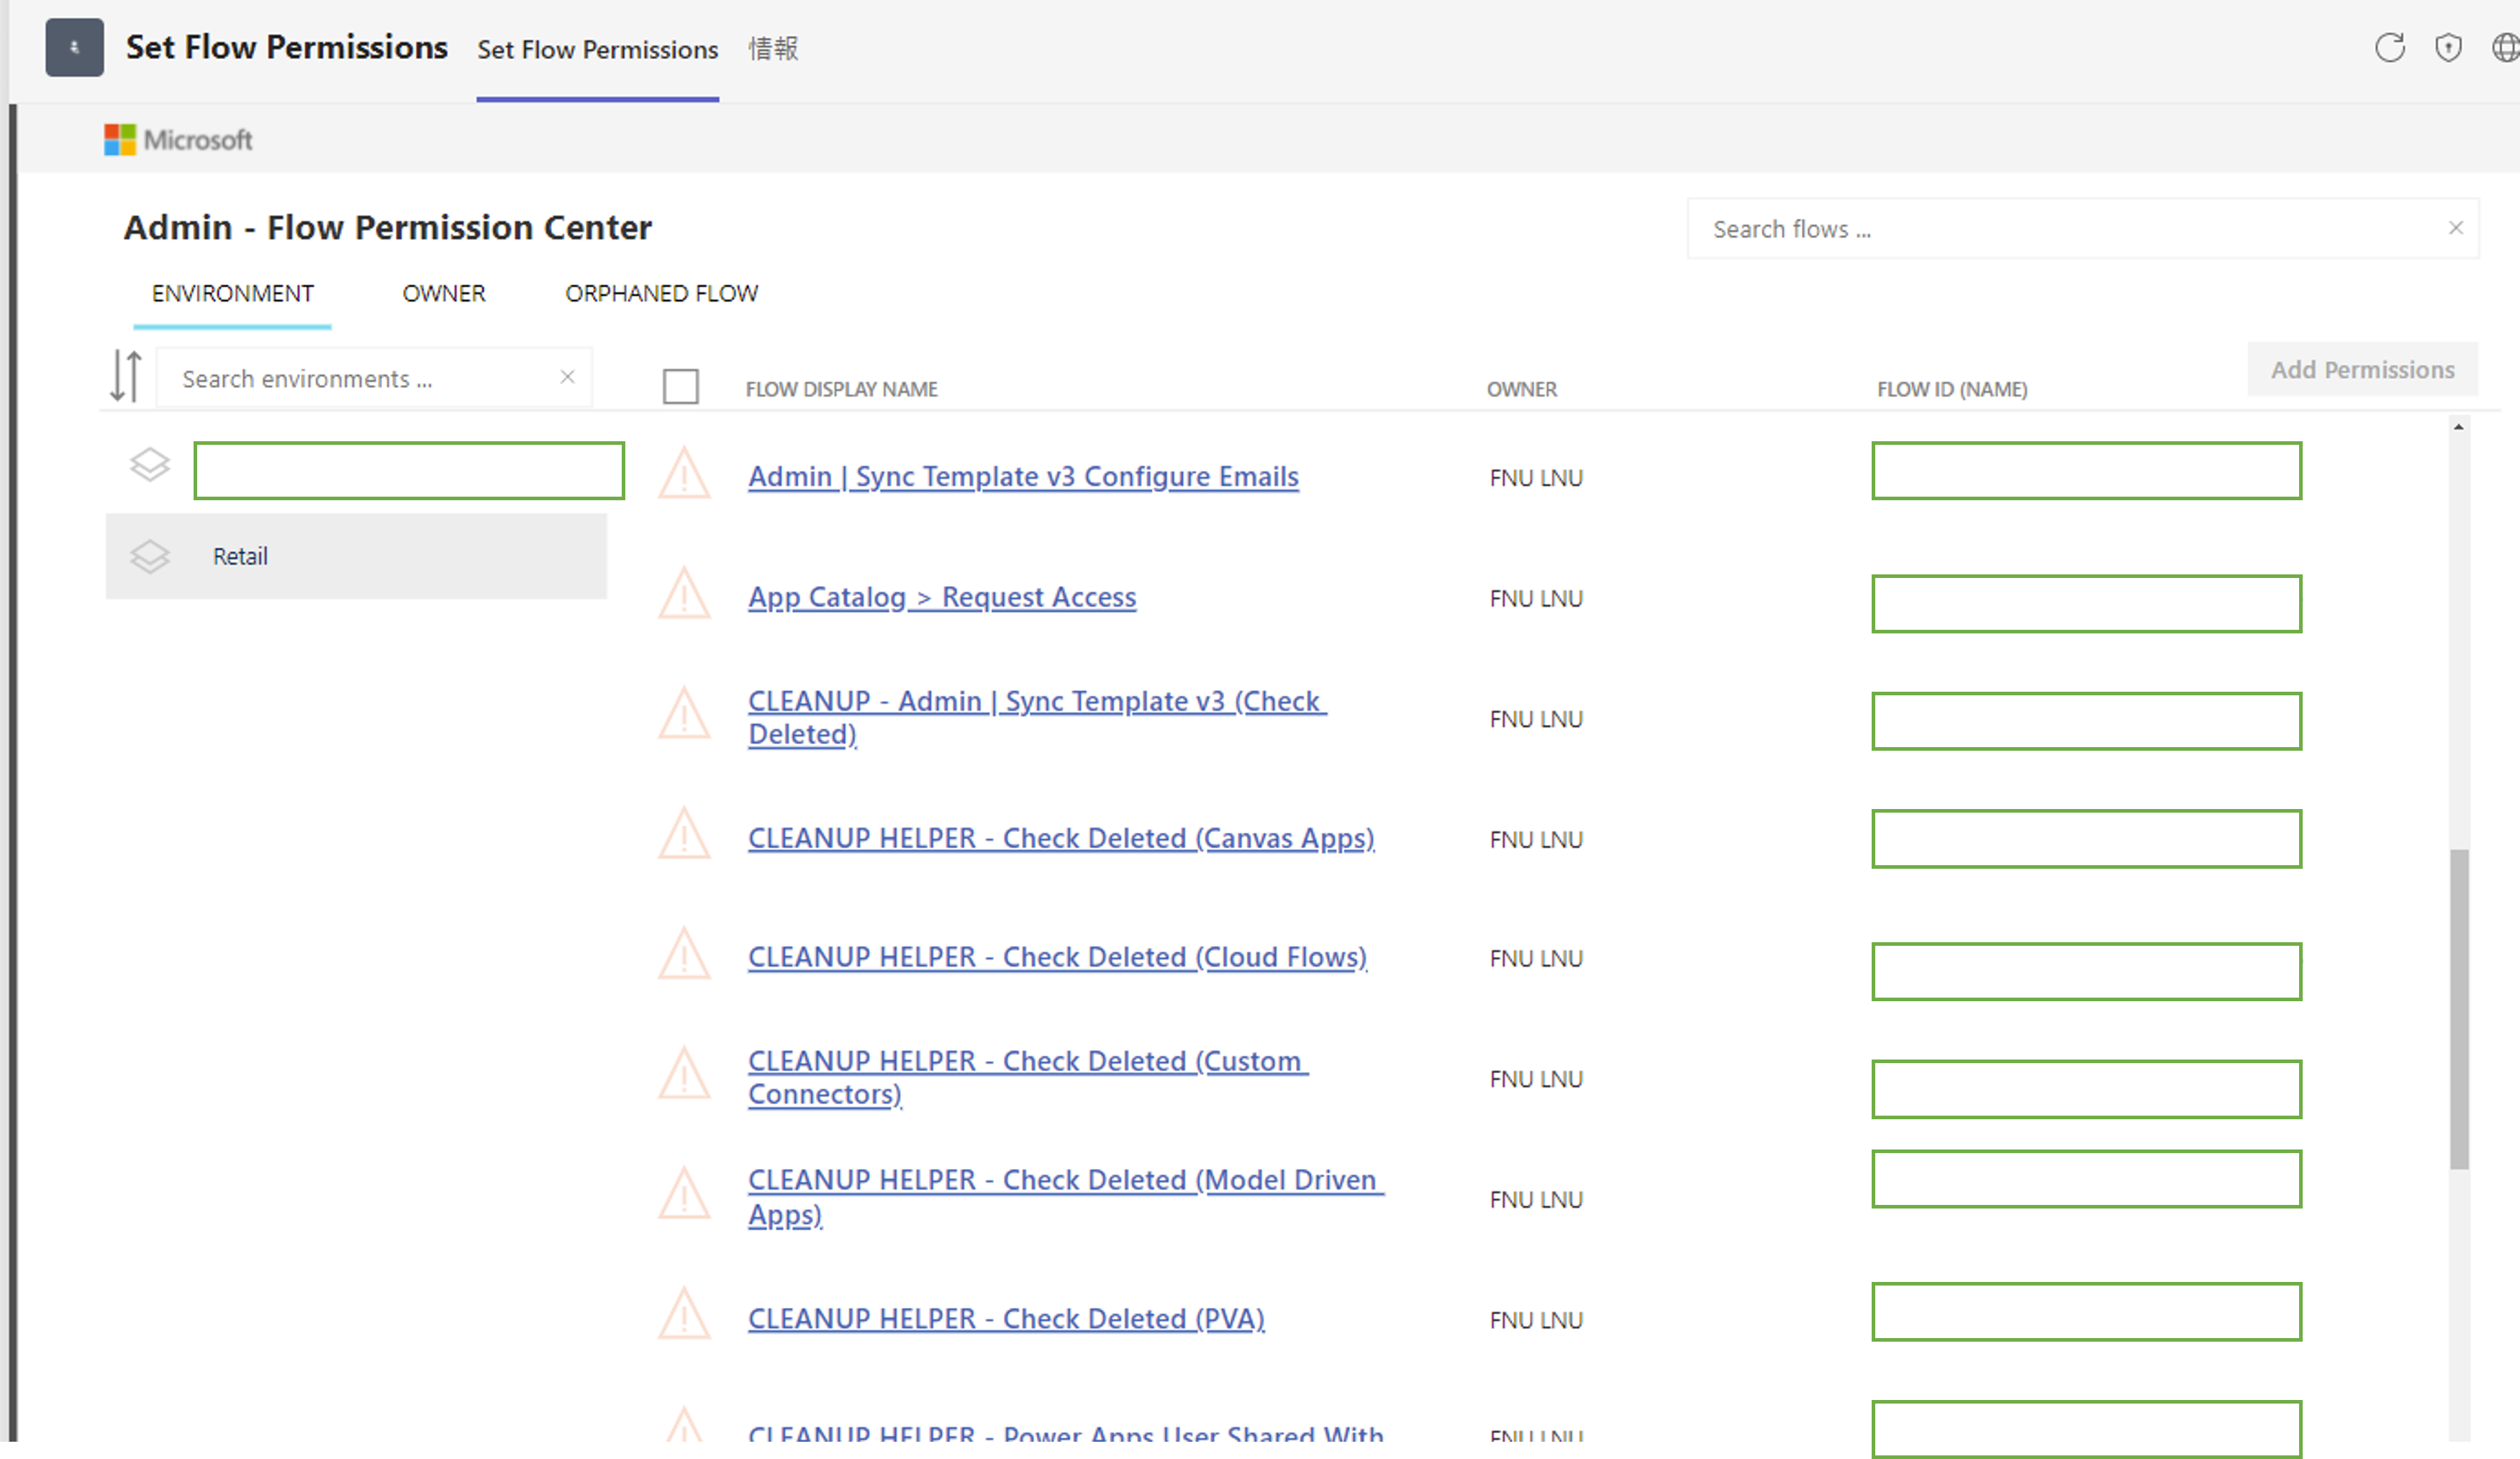 Set Flow Permissions
Set Flow Permissions
情報
Microsoft
Admin - Flow Permission Center
Search flows ...
ENVIRONMENT
OWNER
ORPHANED FLOW
Search environments ...
FLOW DISPLAY NAME
OWNER
FLOW ID (NAME)
Add Permissions
Admin | Sync Template v3 Configure Emails
FNU LNU
Retail
App Catalog > Request Access
FNU LNU
CLEANUP - Admin | Sync Template v3 (Check
Deleted)
FNU LNU
CLEANUP HELPER - Check Deleted (Canvas Apps)
FNU LNU
CLEANUP HELPER - Check Deleted (Cloud Flows)
FNU LNU
CLEANUP HELPER - Check Deleted (Custom
Connectors)
FNU LNU
CLEANUP HELPER - Check Deleted (Model Driven
Apps)
FNU LNU
CLEANUP HELPER - Check Deleted (PVA)
FNU LNU
CLEANUP HELPER - Power Apps User Shared With
FNU LNU